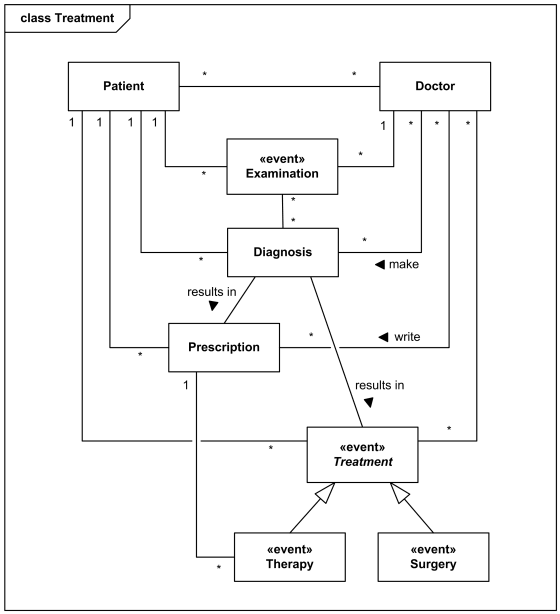 class Treatment
Patient
Doctor
*
*
1
1
1
1
1
*
*
*
«event»
Examination
*
*
*
*
Diagnosis
*
*
make
results in
Prescription
*
*
write
1
results in
«event»
Treatment
*
*
«event»
Therapy
*
«event»
Surgery